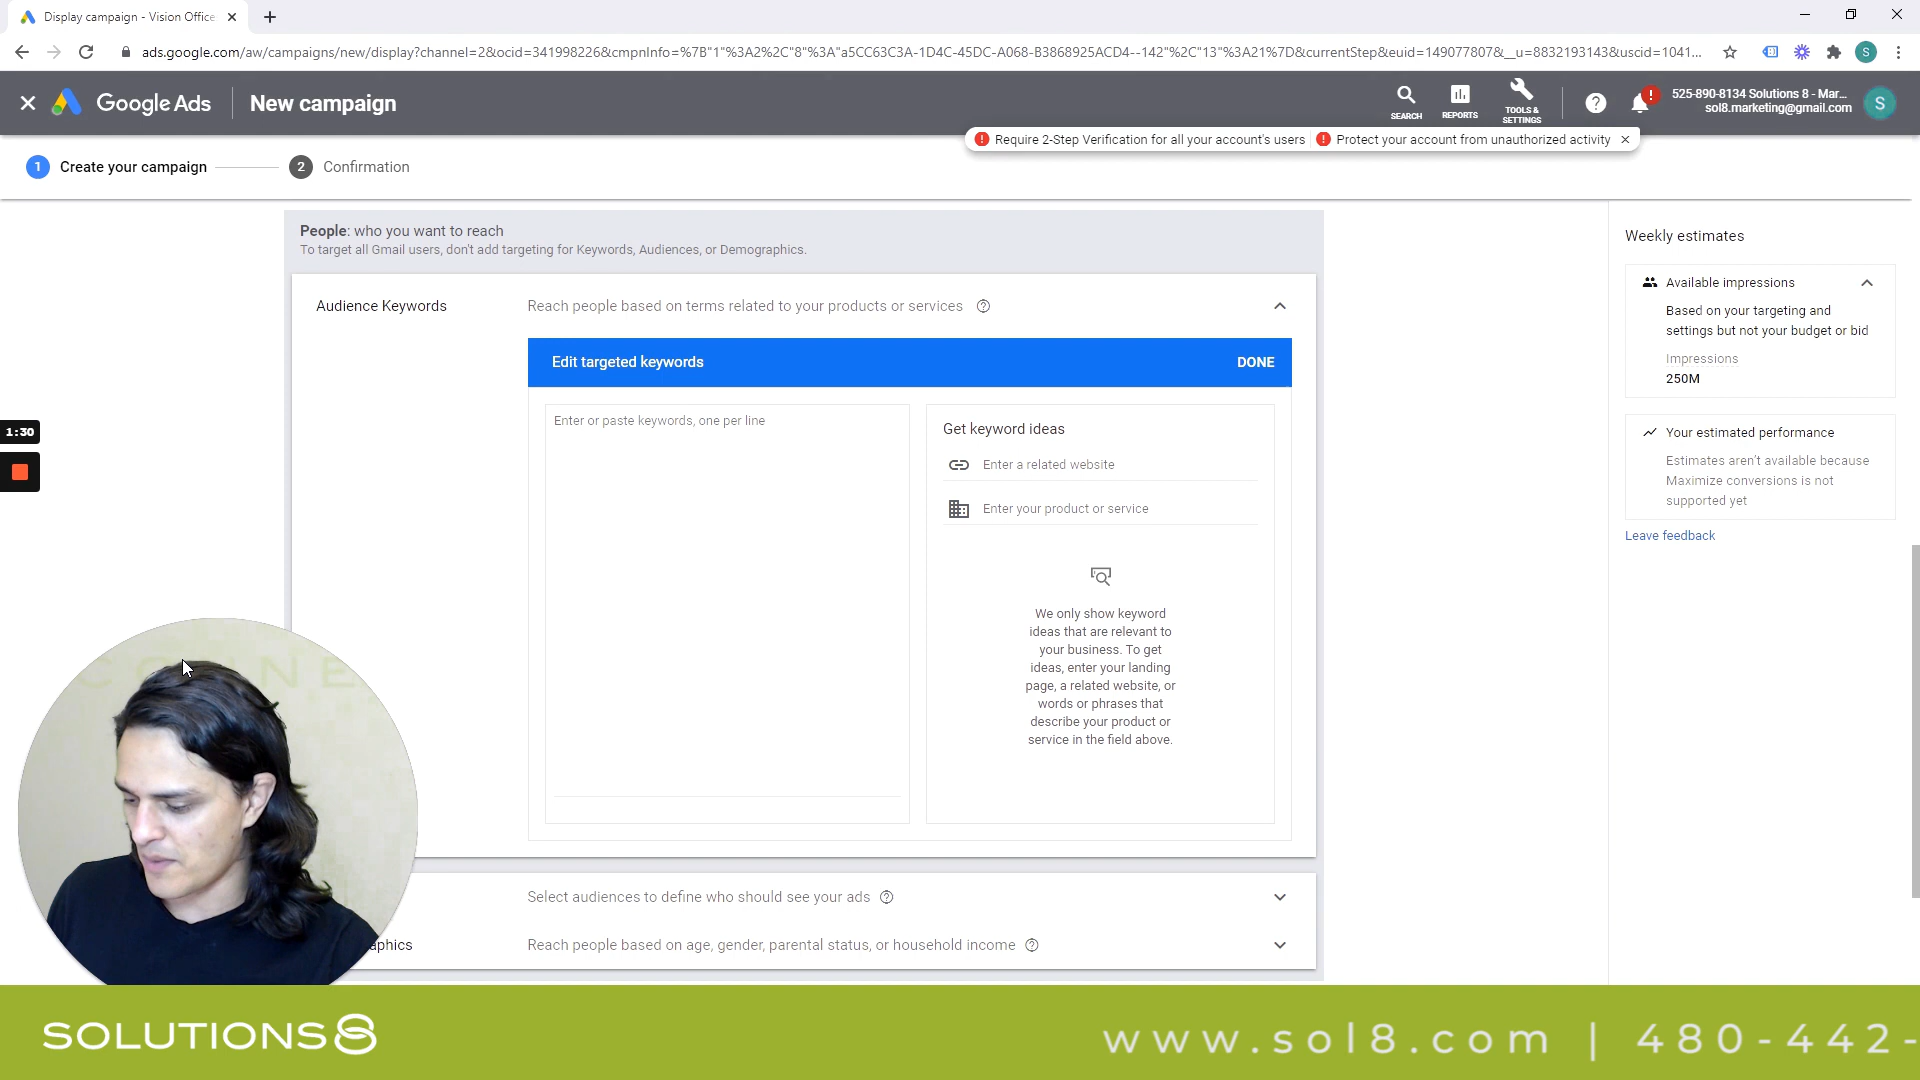 Display campaign - Vision Office
ads.google.com/aw/campaigns/new/display?channel=2&ocid=341998226&cmpnInfo=%7B"1"%3A2%2C"8"%3A"a5CC63C3A-1D4C-45DC-A068-B3868925ACD4--142"%2C"13"%3A21%7D&currentStep&euid=149077807&__u=8832193143&uscid=1041...
S
Google Ads
New campaign
SEARCH
REPORTS
TOOLS &
SETTINGS
525-890-8134 Solutions 8 - Mar...
sol8.marketing@gmail.com
S
Require 2-Step Verification for all your account's users
Protect your account from unauthorized activity
1 Create your campaign
2 Confirmation
People: who you want to reach
To target all Gmail users, don't add targeting for Keywords, Audiences, or Demographics.
Audience Keywords
Reach people based on terms related to your products or services
Edit targeted keywords
DONE
Enter or paste keywords, one per line
Get keyword ideas
Enter a related website
Enter your product or service
We only show keyword
ideas that are relevant to
your business. To get
ideas, enter your landing
page, a related website, or
words or phrases that
describe your product or
service in the field above.
Select audiences to define who should see your ads
aphics
Reach people based on age, gender, parental status, or household income
Weekly estimates
Available impressions
Based on your targeting and
settings but not your budget or bid
Impressions
250M
Your estimated performance
Estimates aren't available because
Maximize conversions is not
supported yet
Leave feedback
1:30
SOLUTIONS 8
www.sol8.com | 480-442-